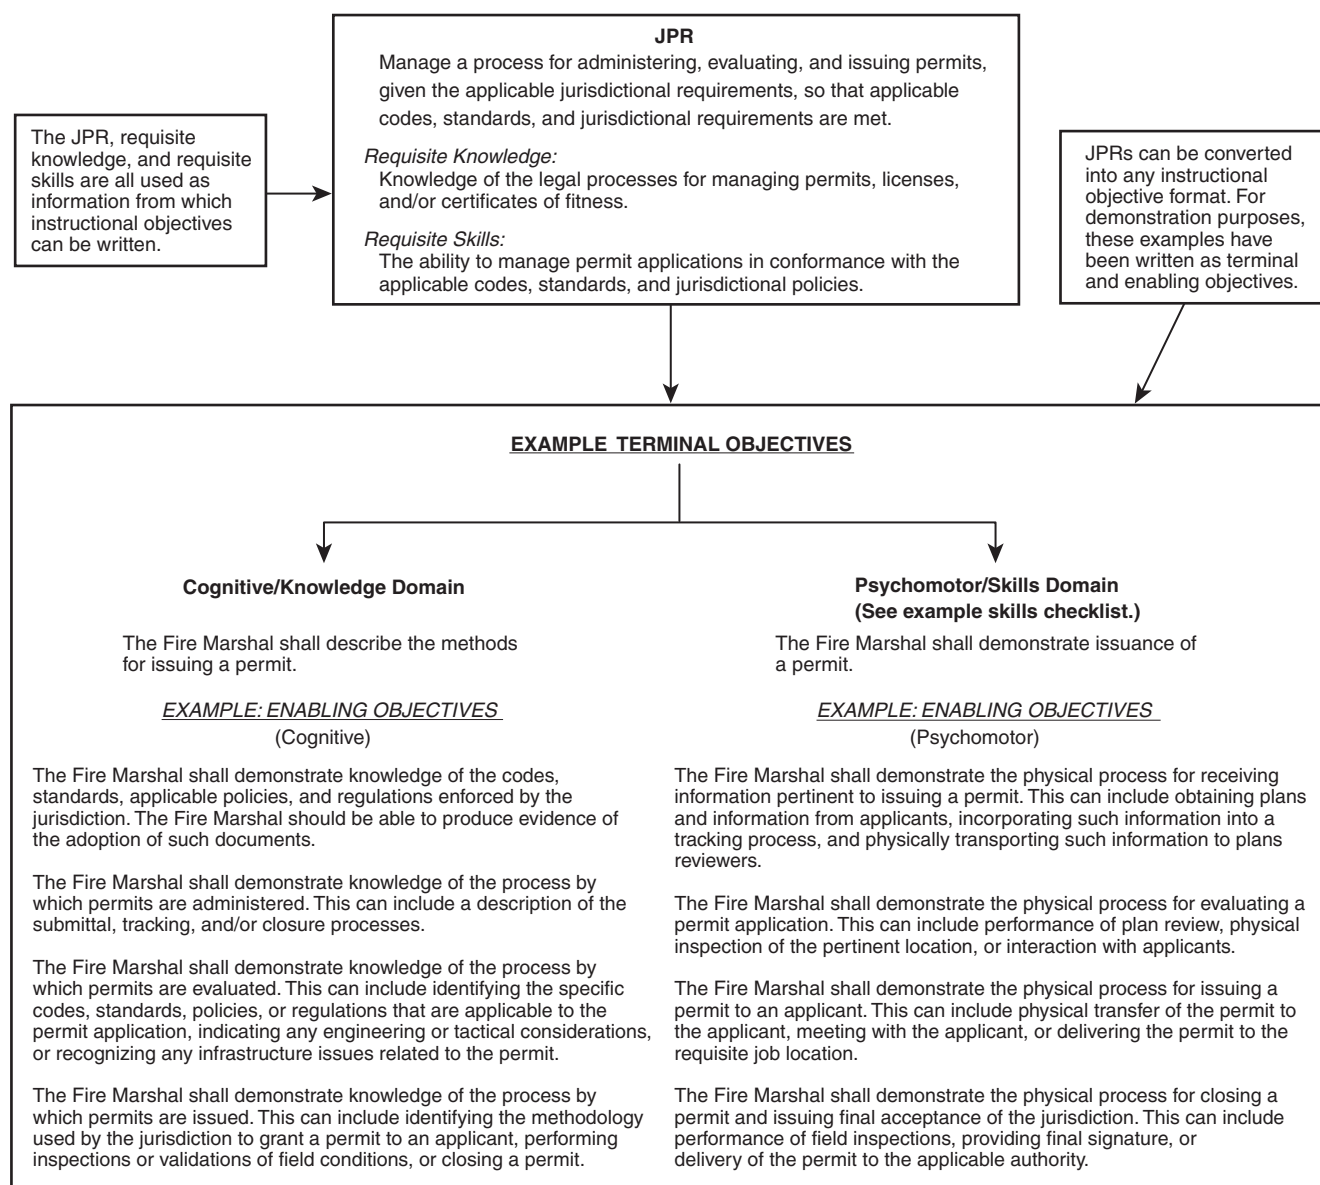 JPR
Manage a process for administering, evaluating, and issuing permits,
given the applicable jurisdictional requirements, so that applicable
codes, standards, and jurisdictional requirements are met.
Requisite Knowledge:
Knowledge of the legal processes for managing permits, licenses,
and/or certificates of fitness.
Requisite Skills:
The ability to manage permit applications in conformance with the
applicable codes, standards, and jurisdictional policies.
The JPR, requisite
knowledge, and requisite
skills are all used as
information from which
instructional objectives
can be written.
JPRs can be converted
into any instructional
objective format. For
demonstration purposes,
these examples have
been written as terminal
and enabling objectives.
EXAMPLE TERMINAL OBJECTIVES
Cognitive/Knowledge Domain
The Fire Marshal shall describe the methods
for issuing a permit.
EXAMPLE: ENABLING OBJECTIVES
(Cognitive)
The Fire Marshal shall demonstrate knowledge of the codes,
standards, applicable policies, and regulations enforced by the
jurisdiction. The Fire Marshal should be able to produce evidence of
the adoption of such documents.
The Fire Marshal shall demonstrate knowledge of the process by
which permits are administered. This can include a description of the
submittal, tracking, and/or closure processes.
The Fire Marshal shall demonstrate knowledge of the process by
which permits are evaluated. This can include identifying the specific
codes, standards, policies, or regulations that are applicable to the
permit application, indicating any engineering or tactical considerations,
or recognizing any infrastructure issues related to the permit.
The Fire Marshal shall demonstrate knowledge of the process by
which permits are issued. This can include identifying the methodology
used by the jurisdiction to grant a permit to an applicant, performing
inspections or validations of field conditions, or closing a permit.
Psychomotor/Skills Domain
(See example skills checklist.)
The Fire Marshal shall demonstrate issuance of
a permit.
EXAMPLE: ENABLING OBJECTIVES
(Psychomotor)
The Fire Marshal shall demonstrate the physical process for receiving
information pertinent to issuing a permit. This can include obtaining plans
and information from applicants, incorporating such information into a
tracking process, and physically transporting such information to plans
reviewers.
The Fire Marshal shall demonstrate the physical process for evaluating a
permit application. This can include performance of plan review, physical
inspection of the pertinent location, or interaction with applicants.
The Fire Marshal shall demonstrate the physical process for issuing a
permit to an applicant. This can include physical transfer of the permit to
the applicant, meeting with the applicant, or delivering the permit to the
requisite job location.
The Fire Marshal shall demonstrate the physical process for closing a
permit and issuing final acceptance of the jurisdiction. This can include
performance of field inspections, providing final signature, or
delivery of the permit to the applicable authority.